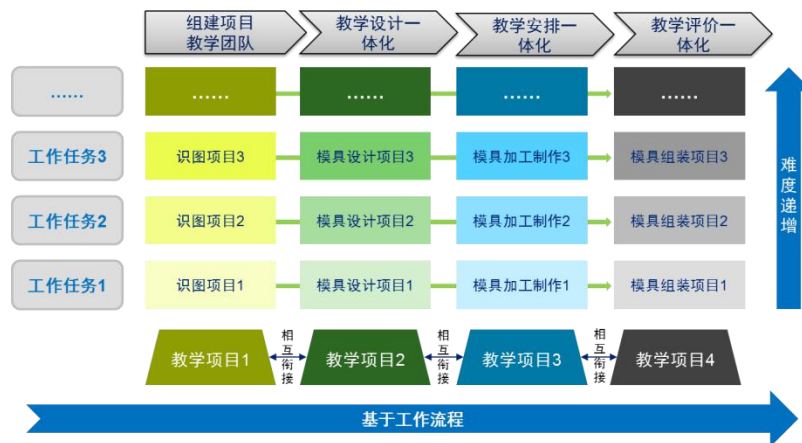 组建项目
教学团队
教学设计一
体化
教学安排一
体化
教学评价一
体化
……
……
……
……
……
工作任务3
识图项目3
模具设计项目3
模具加工制作3
模具组装项目3
工作任务2
识图项目2
模具设计项目2
模具加工制作2
模具组装项目2
工作任务1
识图项目1
模具设计项目1
模具加工制作1
模具组装项目1
难度递增
教学项目1
相互衔接
教学项目2
相互衔接
教学项目3
相互衔接
教学项目4
基于工作流程